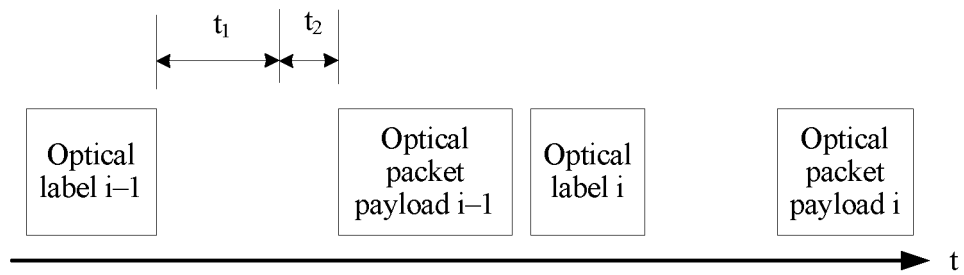 t₁
t₂
Optical
label i–1
Optical
packet
payload i–1
Optical
label i
Optical
packet
payload i
t